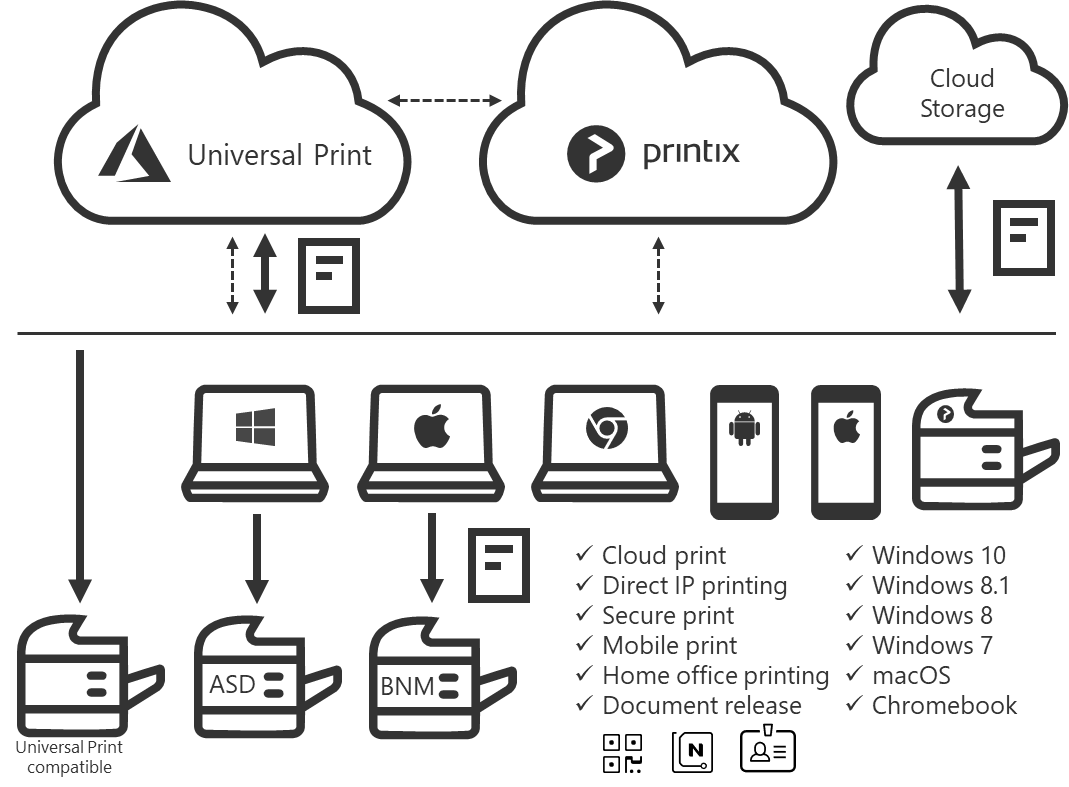 Universal Print
printix
Cloud
Storage
ASD
BNM
Universal Print
compatible
Cloud print
Direct IP printing
Secure print
Mobile print
Home office printing
Document release
N
Windows 10
Windows 8.1
Windows 8
Windows 7
macOS
Chromebook